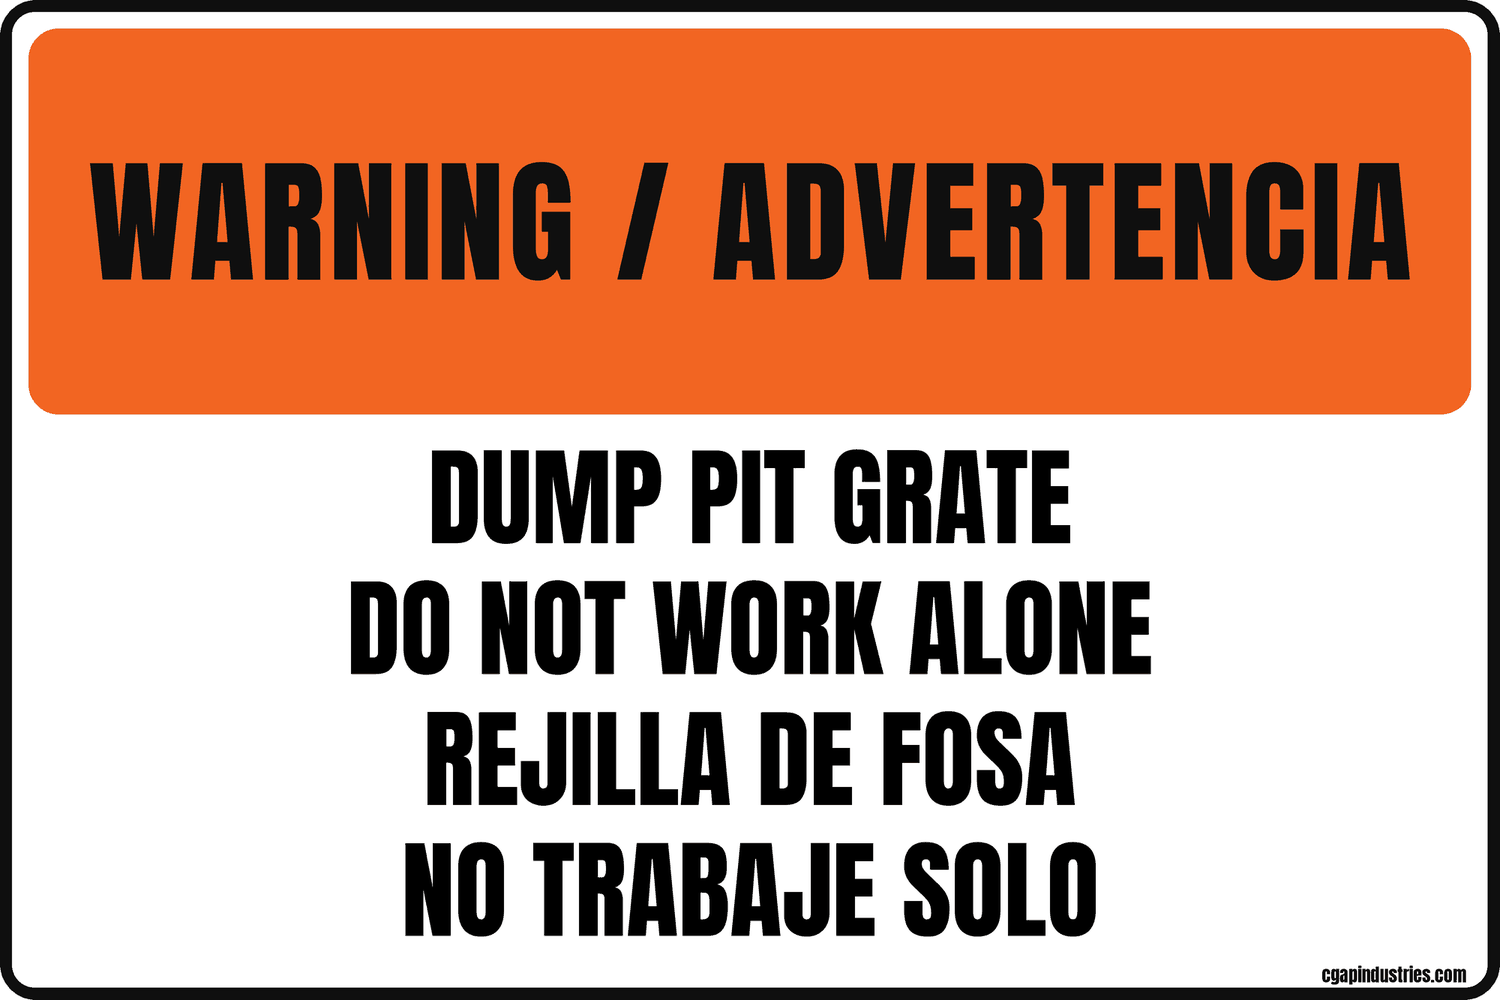 WARNING / ADVERTENCIA
DUMP PIT GRATE
DO NOT WORK ALONE
REJILLA DE FOSA
NO TRABAJE SOLO
cgapindustries.com